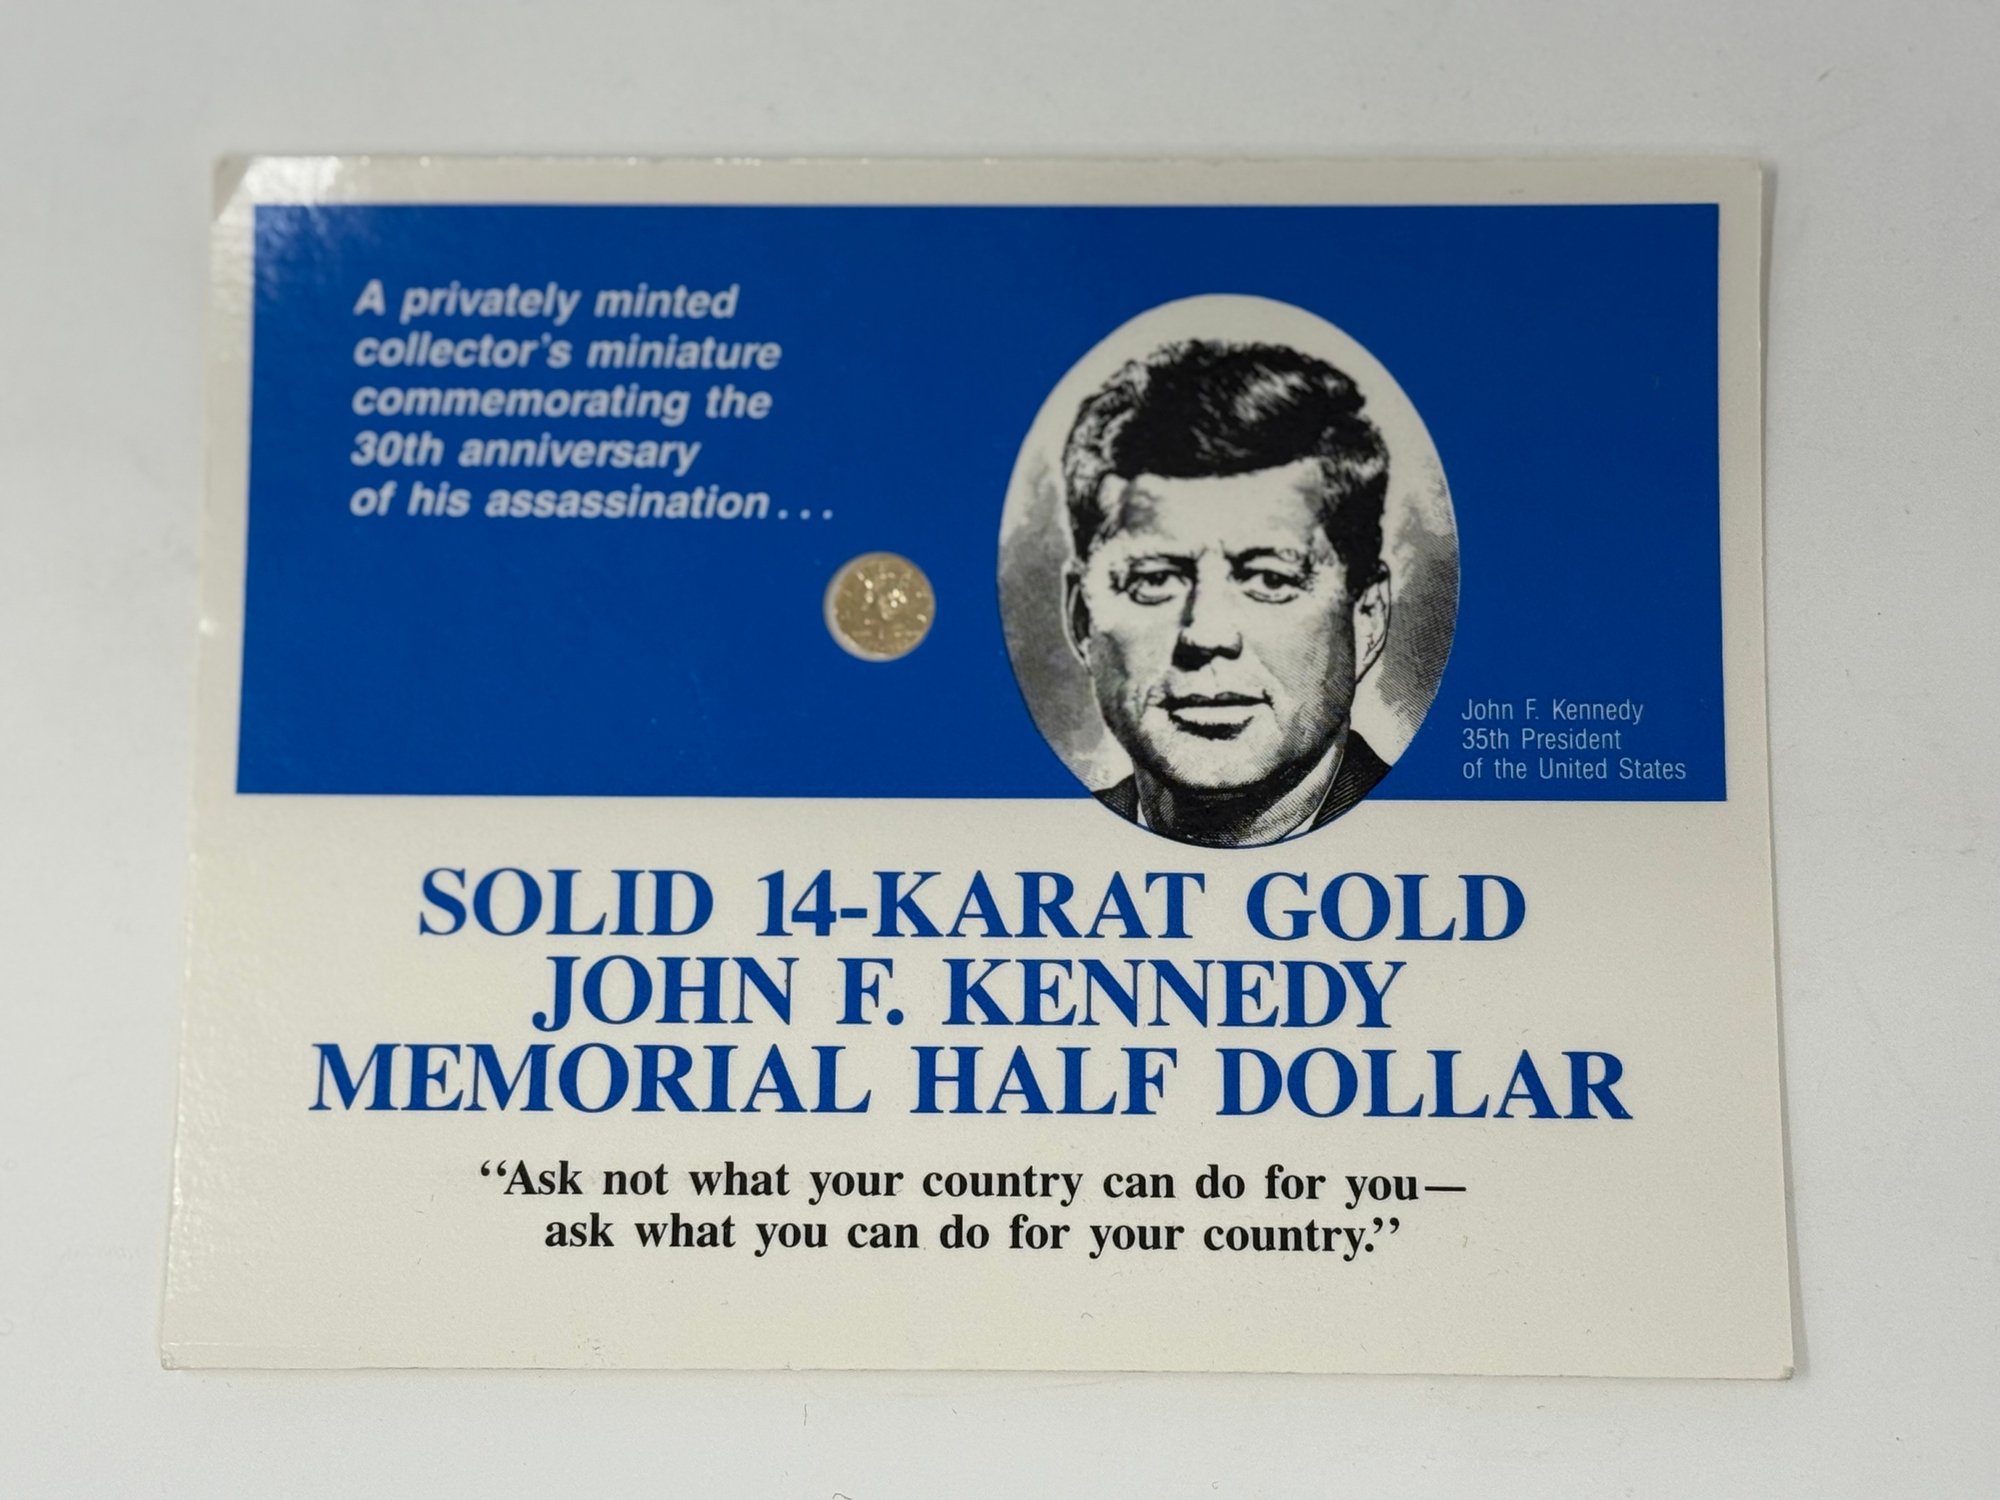 A privately minted
collector's miniature
commemorating the
30th anniversary
of his assassination...
John F. Kennedy
35th President
of the United States
SOLID 14-KARAT GOLD
JOHN F. KENNEDY
MEMORIAL HALF DOLLAR
“Ask not what your country can do for you—
ask what you can do for your country.”